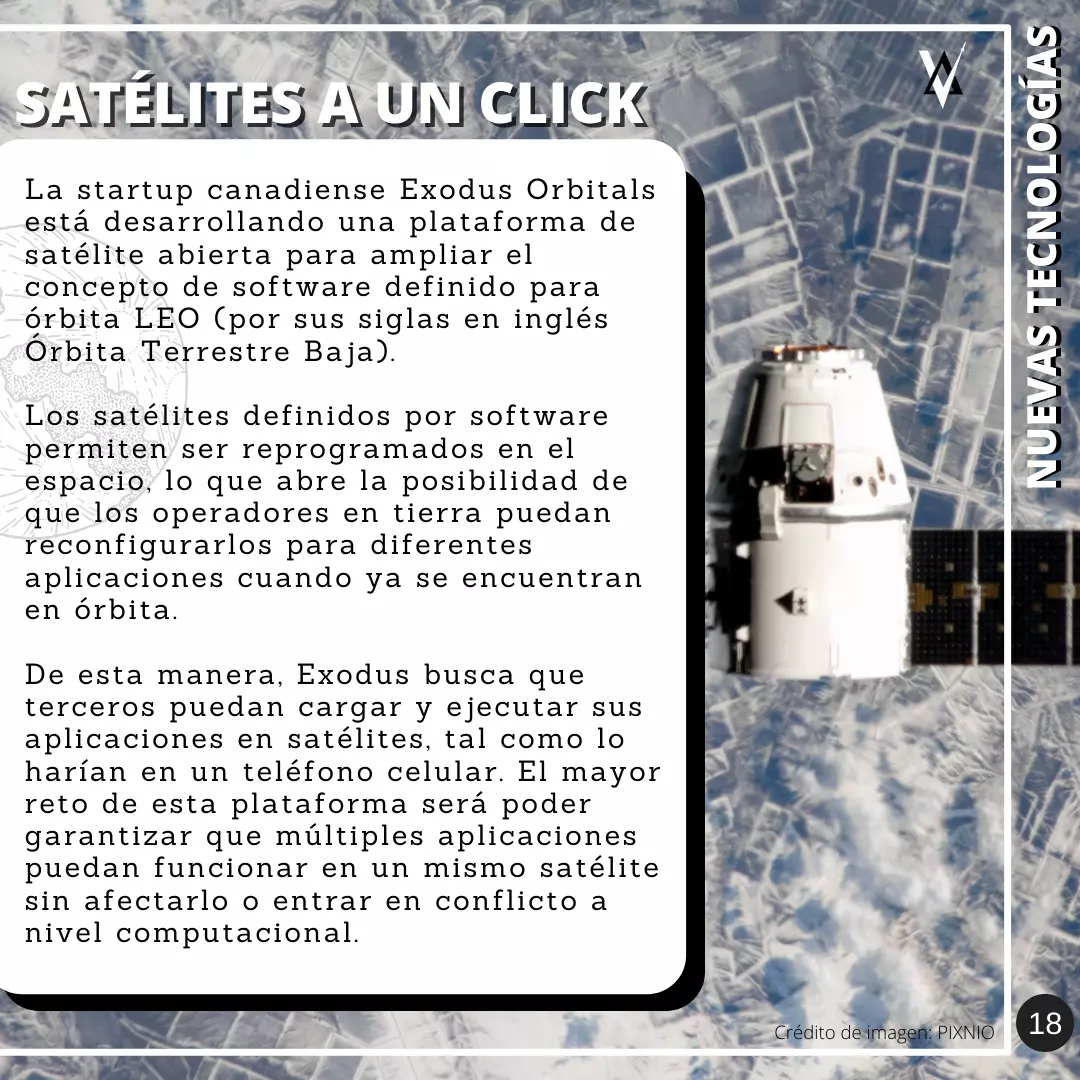 SATÉLITES A UN CLICK
La startup canadiense Exodus Orbitals
está desarrollando una plataforma de
satélite abierta para ampliar el
concepto de software definido para
órbita LEO (por sus siglas en inglés
Órbita Terrestre Baja).
Los satélites definidos por software
permiten ser reprogramados en el
espacio, lo que abre la posibilidad de
que los operadores en tierra puedan
reconfigurarlos para diferentes
aplicaciones cuando ya se encuentran
en órbita.
De esta manera, Exodus busca que
terceros puedan cargar y ejecutar sus
aplicaciones en satélites, tal como lo
harían en un teléfono celular. El mayor
reto de esta plataforma será poder
garantizar que múltiples aplicaciones
puedan funcionar en un mismo satélite
sin afectarlo o entrar en conflicto a
nivel computacional.
NUEVAS TECNOLOGÍAS
Crédito de imagen: PIXNIO
18